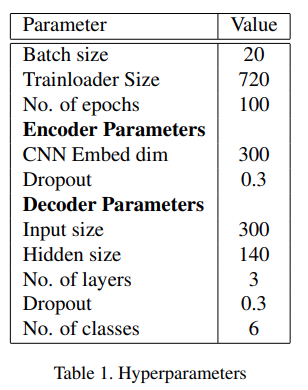 Parameter Value
Batch size 20
Trainloader Size 720
No. of epochs 100
Encoder Parameters
CNN Embed dim 300
Dropout 0.3
Decoder Parameters
Input size 300
Hidden size 140
No. of layers 3
Dropout 0.3
No. of classes 6
Table 1. Hyperparameters